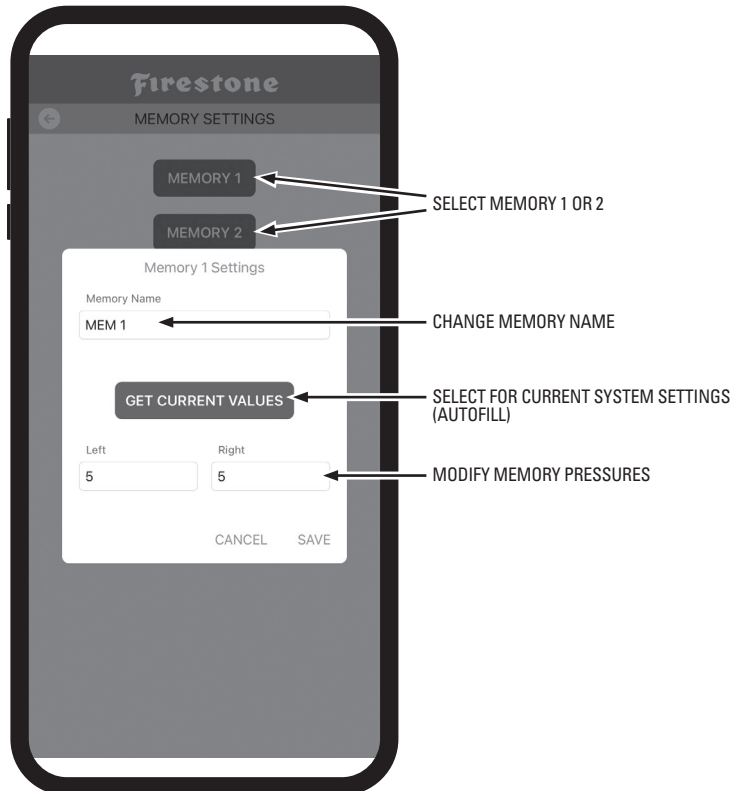 Firestone
MEMORY SETTINGS
MEMORY 1
SELECT MEMORY 1 OR 2
MEMORY 2
Memory 1 Settings
Memory Name
MEM 1
CHANGE MEMORY NAME
GET CURRENT VALUES
SELECT FOR CURRENT SYSTEM SETTINGS
(AUTOFILL)
Left Right
5 5
MODIFY MEMORY PRESSURES
CANCEL SAVE